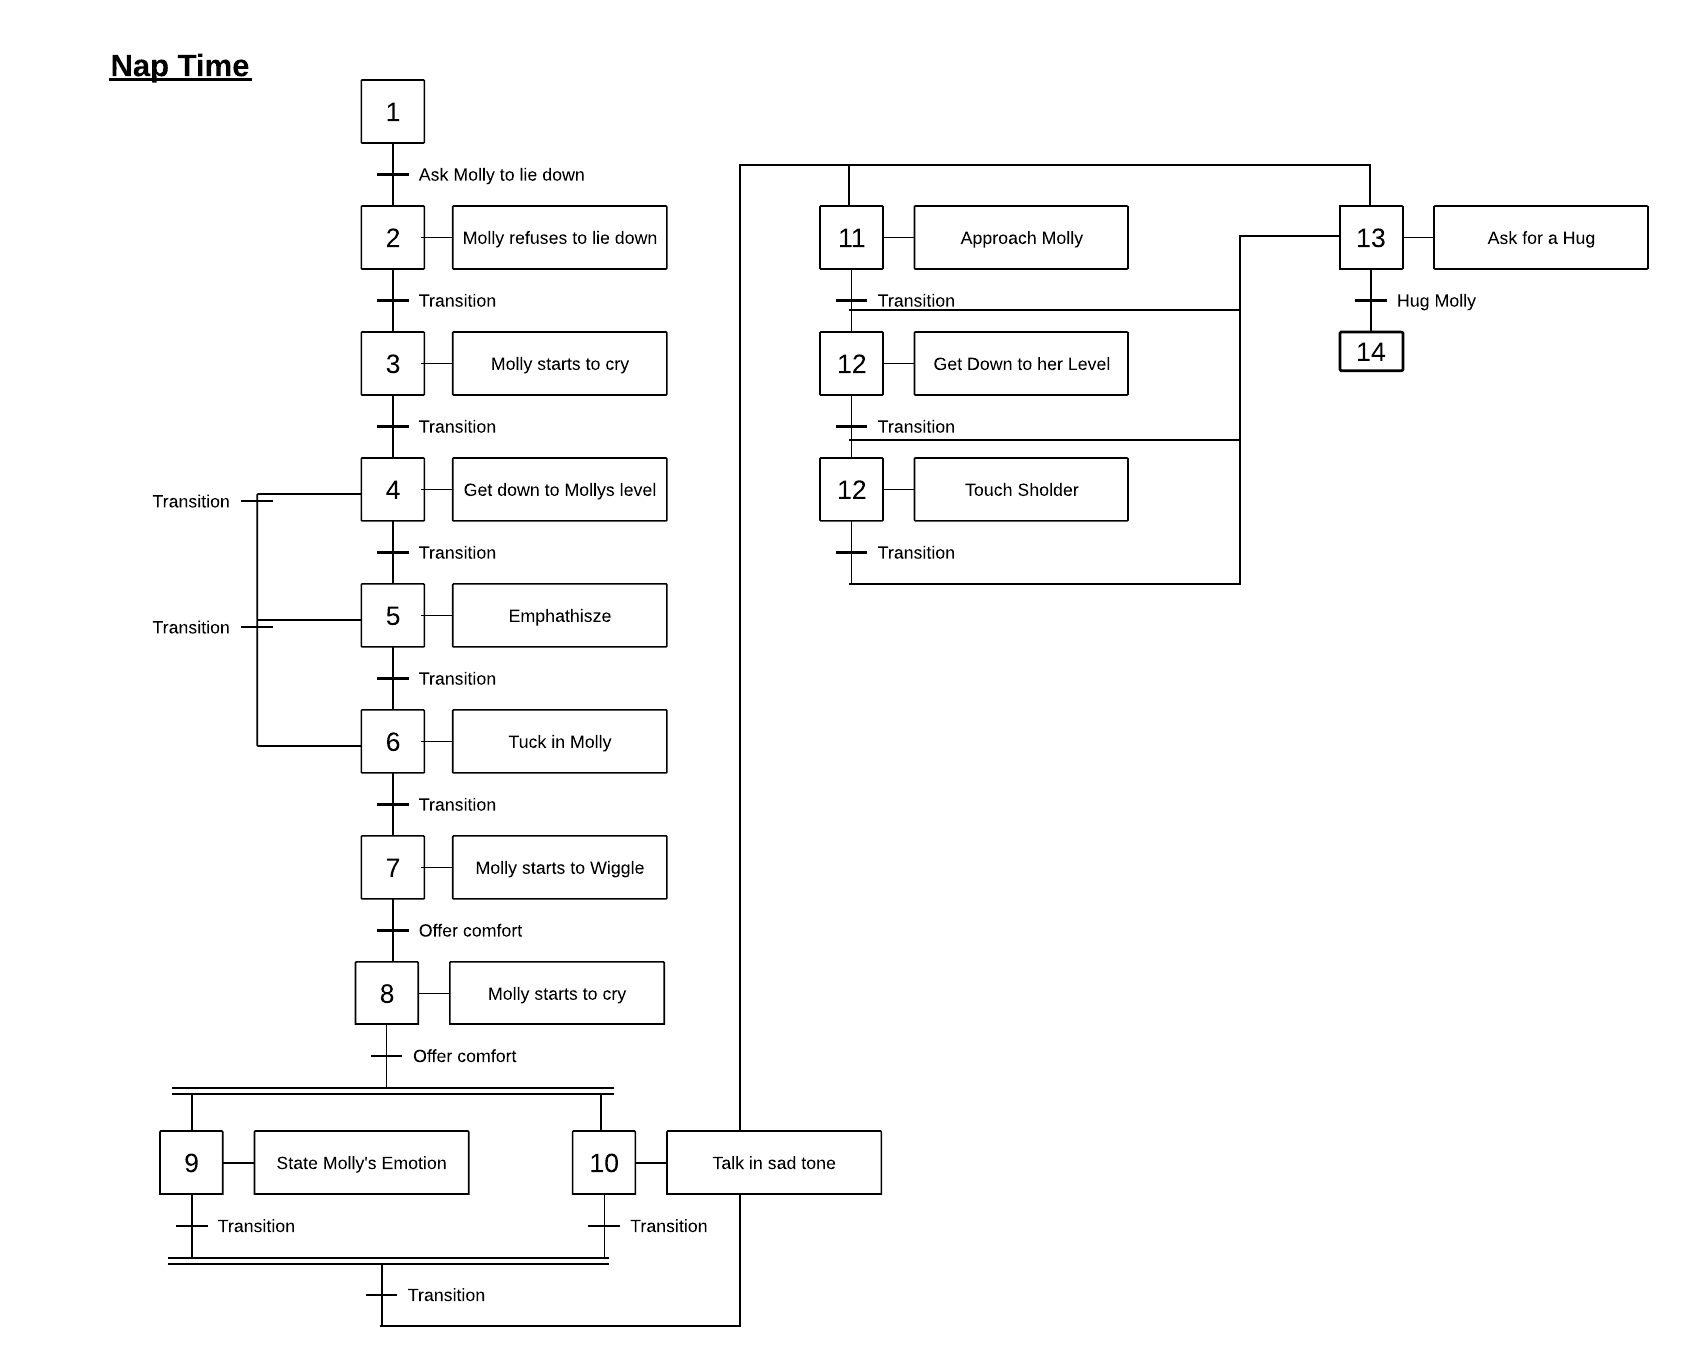 Nap Time
1
Ask Molly to lie down
2
Molly refuses to lie down
Transition
3
Molly starts to cry
Transition
4
Get down to Mollys level
Transition
Transition
5
Emphathisze
Transition
Transition
6
Tuck in Molly
Transition
7
Molly starts to Wiggle
Offer comfort
8
Molly starts to cry
Offer comfort
9
State Molly's Emotion
10
Talk in sad tone
Transition
Transition
Transition
11
Approach Molly
Transition
12
Get Down to her Level
Transition
12
Touch Sholder
Transition
13
Ask for a Hug
Hug Molly
14